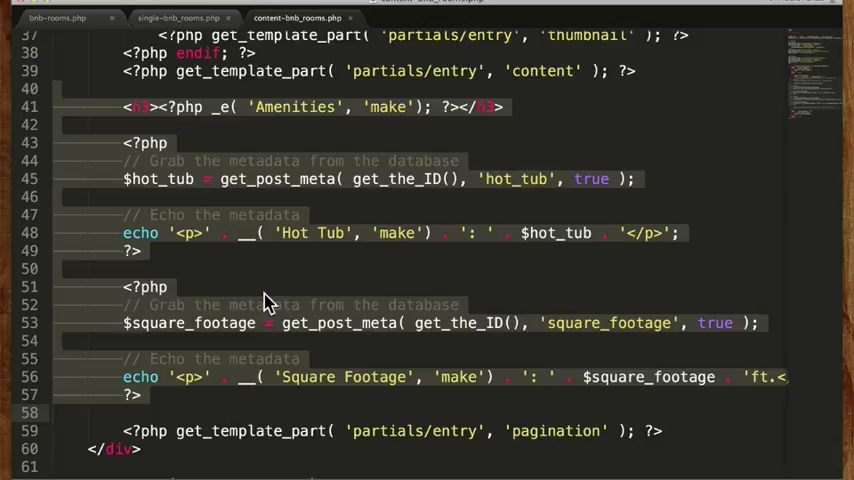 bnb-rooms.php × single-bnb_rooms.php × content-bnb_rooms.php ×
37 <?php get_template_part( 'partials/entry', 'thumbnail' ); ?>
38 <?php endif; ?>
39 <?php get_template_part( 'partials/entry', 'content' ); ?>
40
41 <h3><?php _e( 'Amenities', 'make'); ?></h3>
42
43 <?php
44 // Grab the metadata from the database
45 $hot_tub = get_post_meta( get_the_ID(), 'hot_tub', true );
46
47 // Echo the metadata
48 echo '<p>' . __( 'Hot Tub', 'make') . ': ' . $hot_tub . '</p>';
49 ?>
50
51 <?php
52 // Grab the metadata from the database
53 $square_footage = get_post_meta( get_the_ID(), 'square_footage', true );
54
55 // Echo the metadata
56 echo '<p>' . __( 'Square Footage', 'make') . ': ' . $square_footage . 'ft.</
57 ?>
58
59 <?php get_template_part( 'partials/entry', 'pagination' ); ?>
60 </div>
61